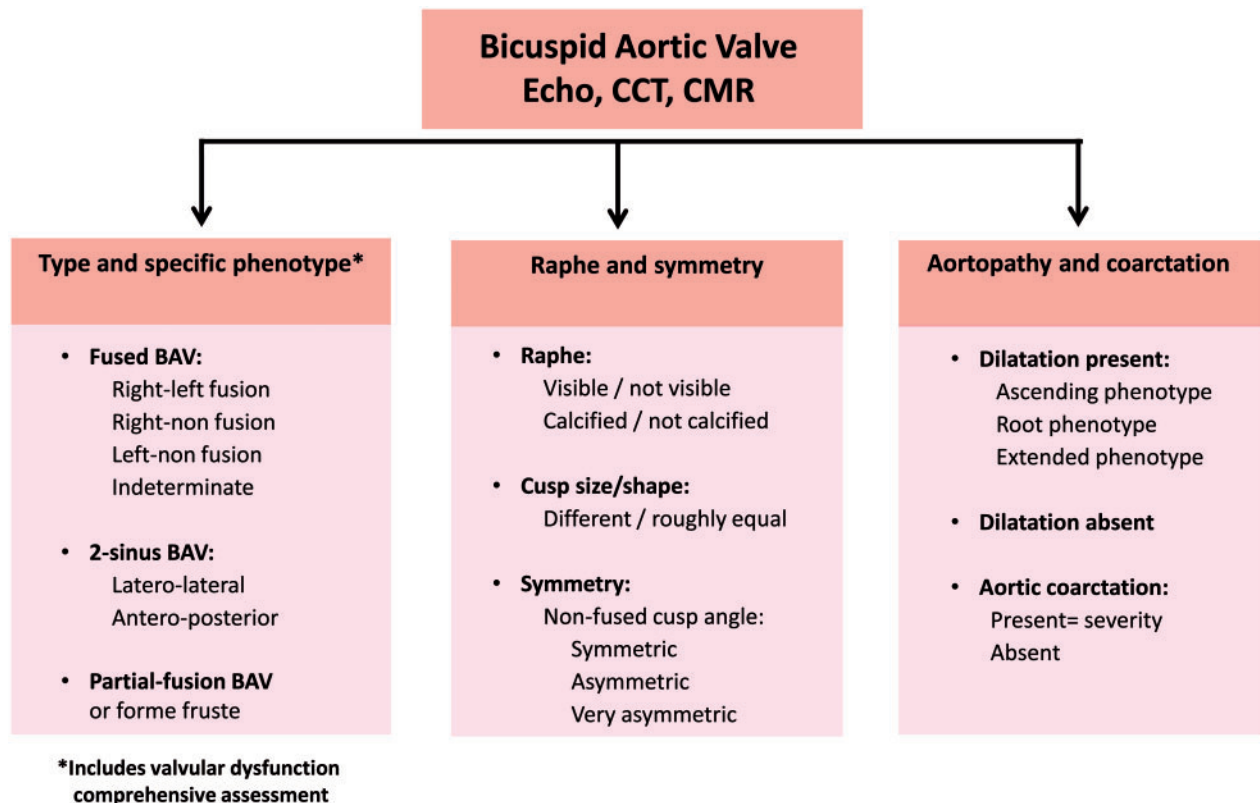 Bicuspid Aortic Valve
Echo, CCT, CMR
Type and specific phenotype*
• Fused BAV:
Right-left fusion
Right-non fusion
Left-non fusion
Indeterminate
• 2-sinus BAV:
Latero-lateral
Antero-posterior
• Partial-fusion BAV
or forme fruste
*Includes valvular dysfunction
comprehensive assessment
Raphe and symmetry
• Raphe:
Visible / not visible
Calcified / not calcified
• Cusp size/shape:
Different / roughly equal
• Symmetry:
Non-fused cusp angle:
Symmetric
Asymmetric
Very asymmetric
Aortopathy and coarctation
• Dilatation present:
Ascending phenotype
Root phenotype
Extended phenotype
• Dilatation absent
• Aortic coarctation:
Present= severity
Absent